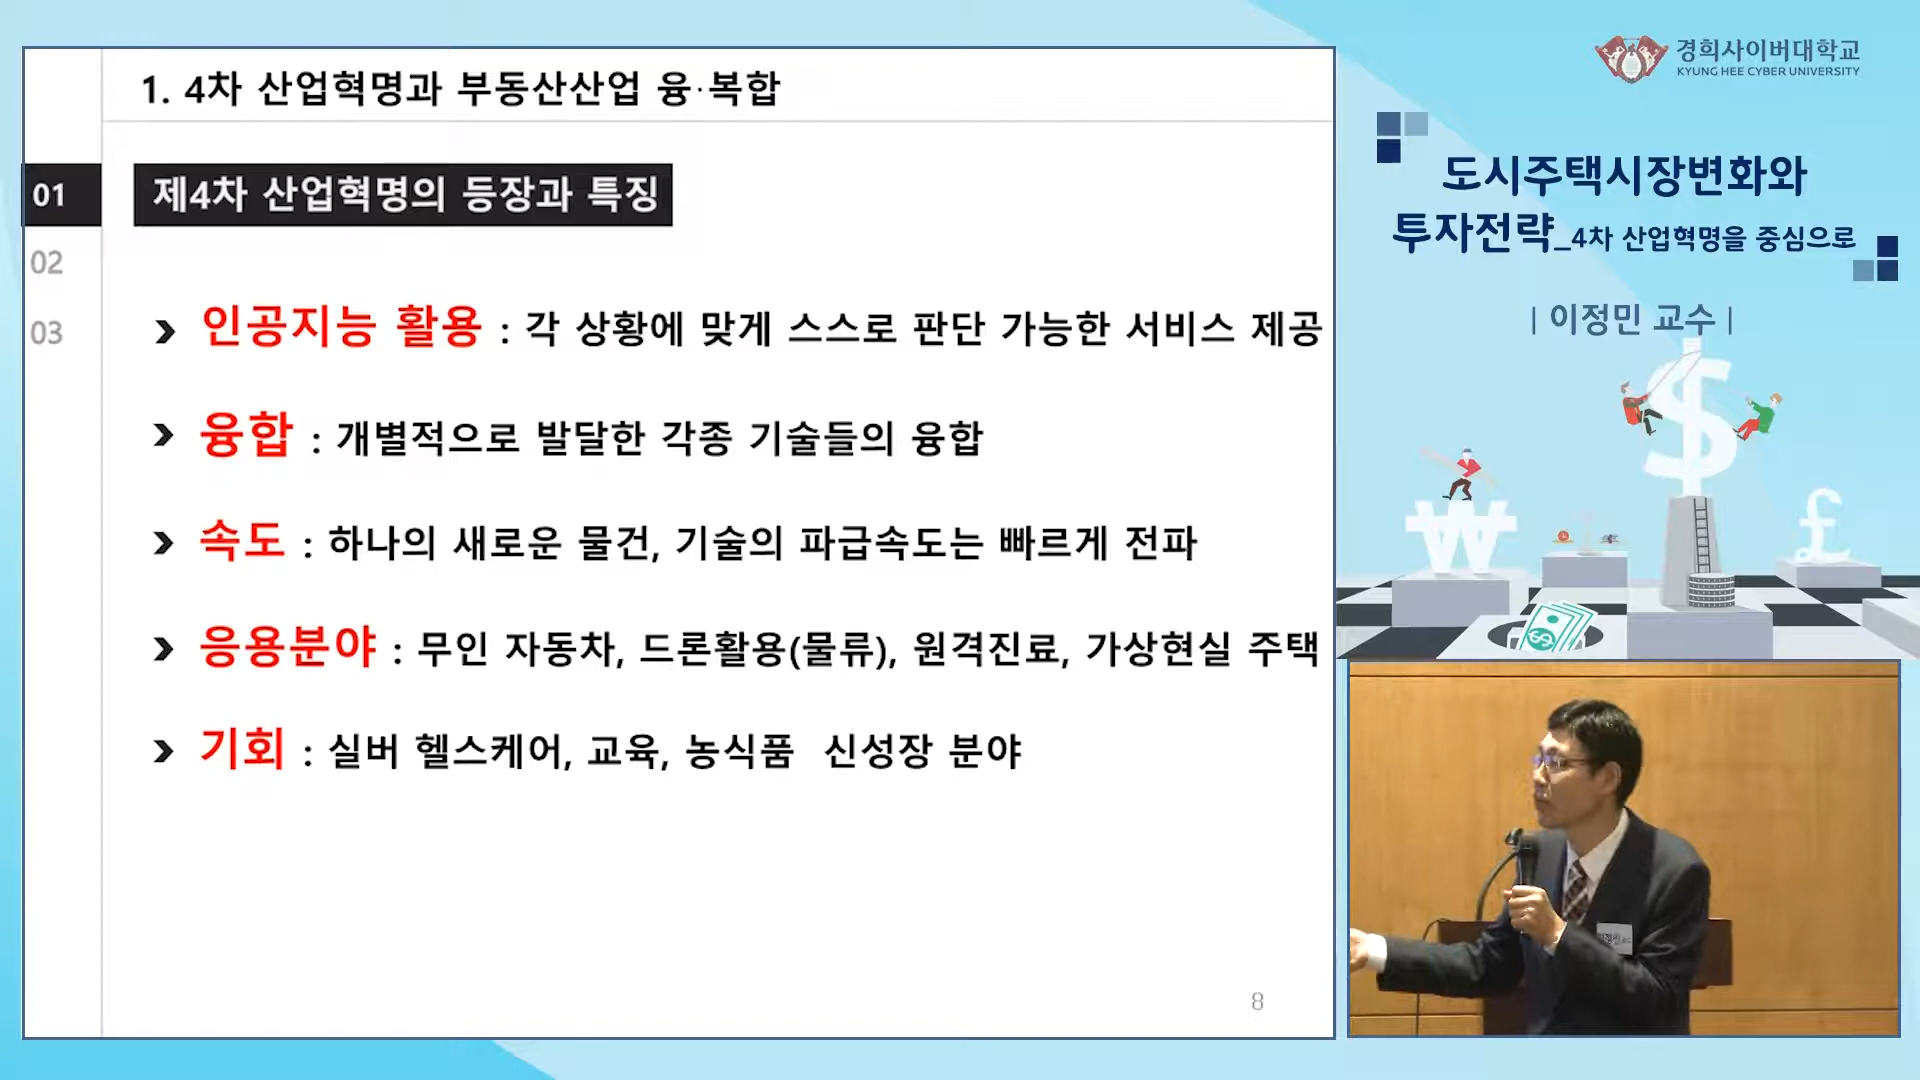 1. 4차 산업혁명과 부동산산업 융·복합
01
제4차 산업혁명의 등장과 특징
02
03
인공지능 활용 : 각 상황에 맞게 스스로 판단 가능한 서비스 제공
융합 : 개별적으로 발달한 각종 기술들의 융합
속도 : 하나의 새로운 물건, 기술의 파급속도는 빠르게 전파
응용분야 : 무인 자동차, 드론활용(물류), 원격진료, 가상현실 주택
기회 : 실버 헬스케어, 교육, 농식품 신성장 분야
8
경희사이버대학교
KYUNG HEE CYBER UNIVERSITY
도시주택시장변화와
투자전략_4차 산업혁명을 중심으로
| 이정민 교수 |